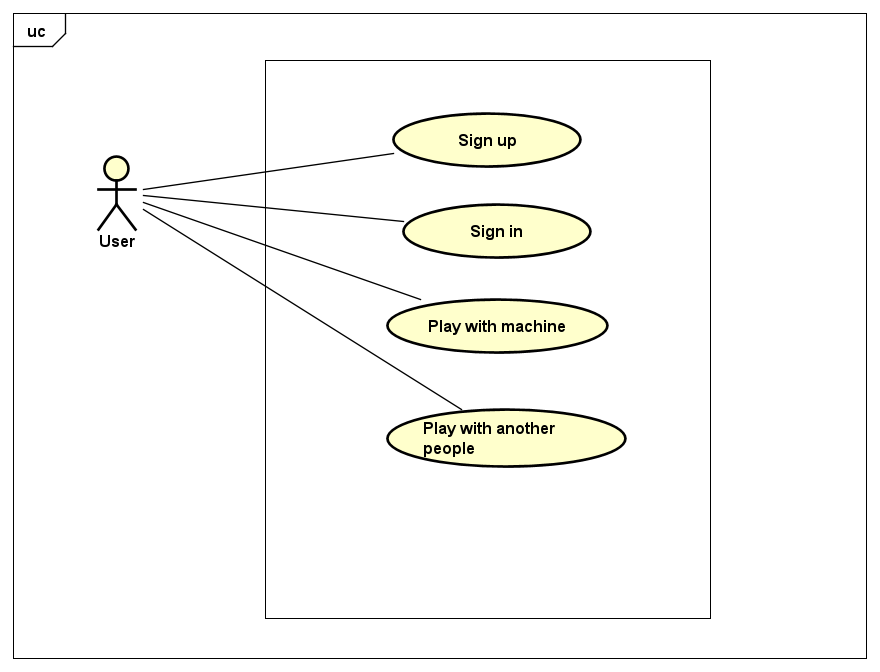 uc
Sign up
Sign in
User
Play with machine
Play with another
people